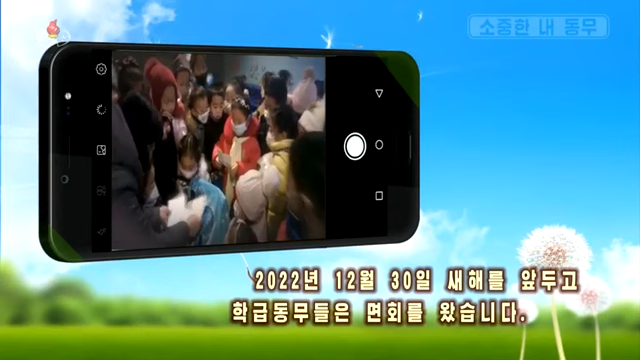 소중한 내 동무
2022년 12월 30일 새해를 앞두고
학급동무들은 면회를 왔습니다.